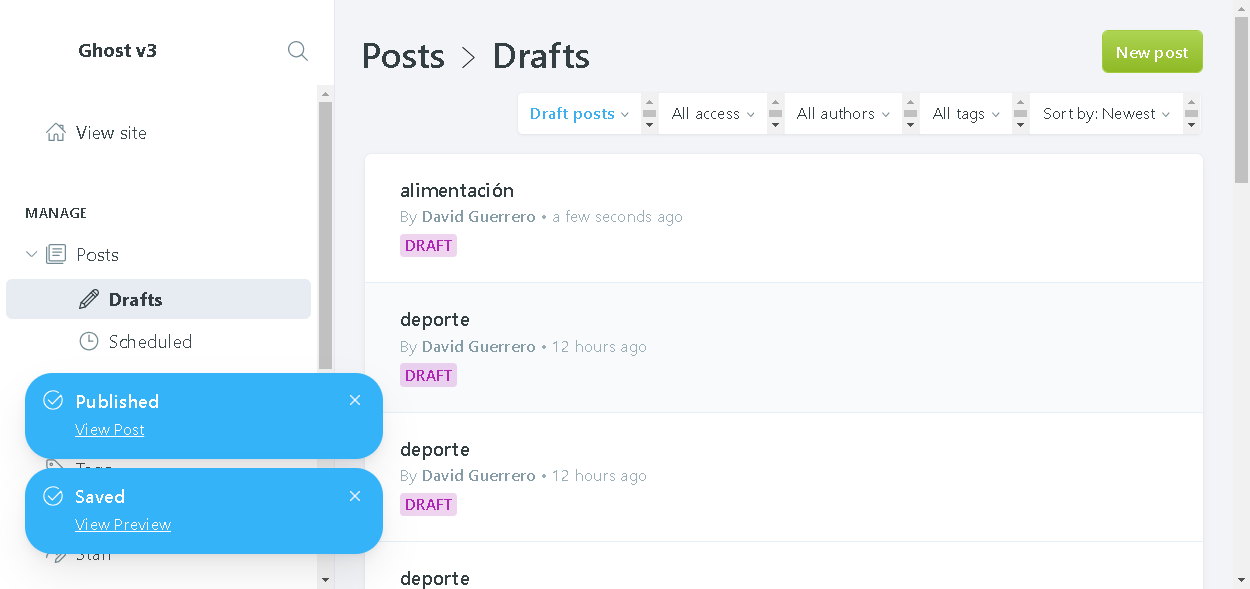 Ghost v3
View site
MANAGE
Posts
Drafts
Scheduled
Published
View Post
Tags
Saved
View Preview
Staff
Posts > Drafts
New post
Draft posts
All access
All authors
All tags
Sort by: Newest
alimentación
By David Guerrero • a few seconds ago
DRAFT
deporte
By David Guerrero • 12 hours ago
DRAFT
deporte
By David Guerrero • 12 hours ago
DRAFT
deporte